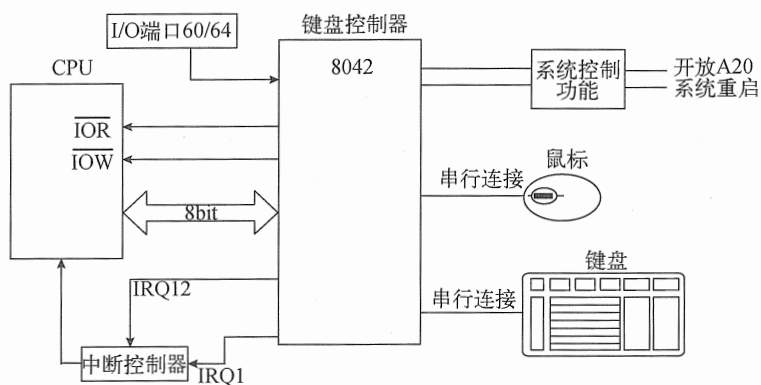 I/O端口60/64
键盘控制器
8042
CPU
IOR
IOW
8bit
IRQ12
中断控制器
IRQ1
系统控制
功能
开放A20
系统重启
鼠标
串行连接
键盘
串行连接